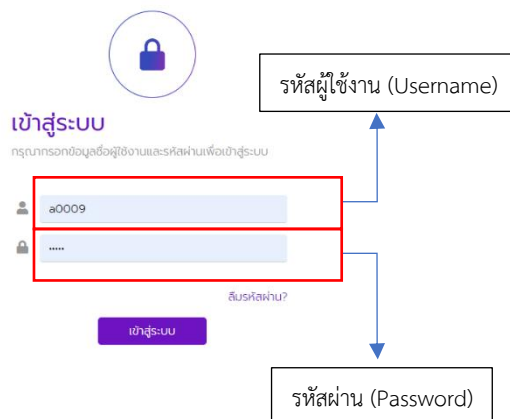 รหัสผู้ใช้งาน (Username)
เข้าสู่ระบบ
กรุณากรอกข้อมูลชื่อผู้ใช้งานและรหัสผ่านเพื่อเข้าสู่ระบบ
a0009
•••••
ลืมรหัสผ่าน?
เข้าสู่ระบบ
รหัสผ่าน (Password)